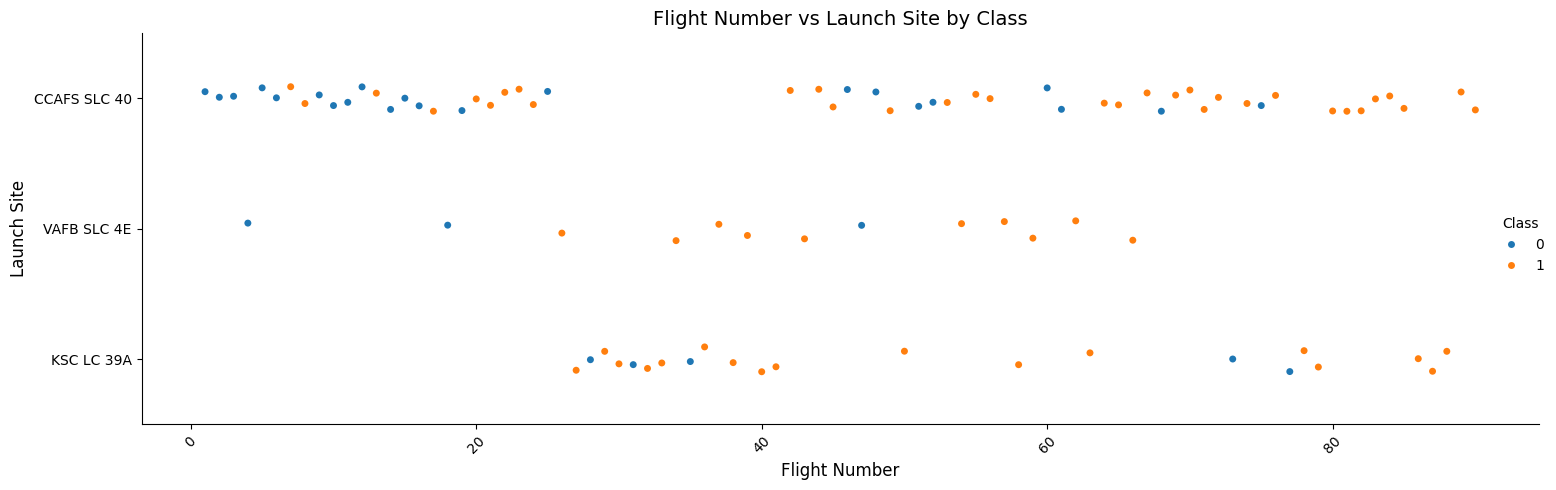 Flight Number vs Launch Site by Class
Launch Site
CCAFS SLC 40
VAFB SLC 4E
KSC LC 39A
0
20
40
60
80
Flight Number
Class
0
1